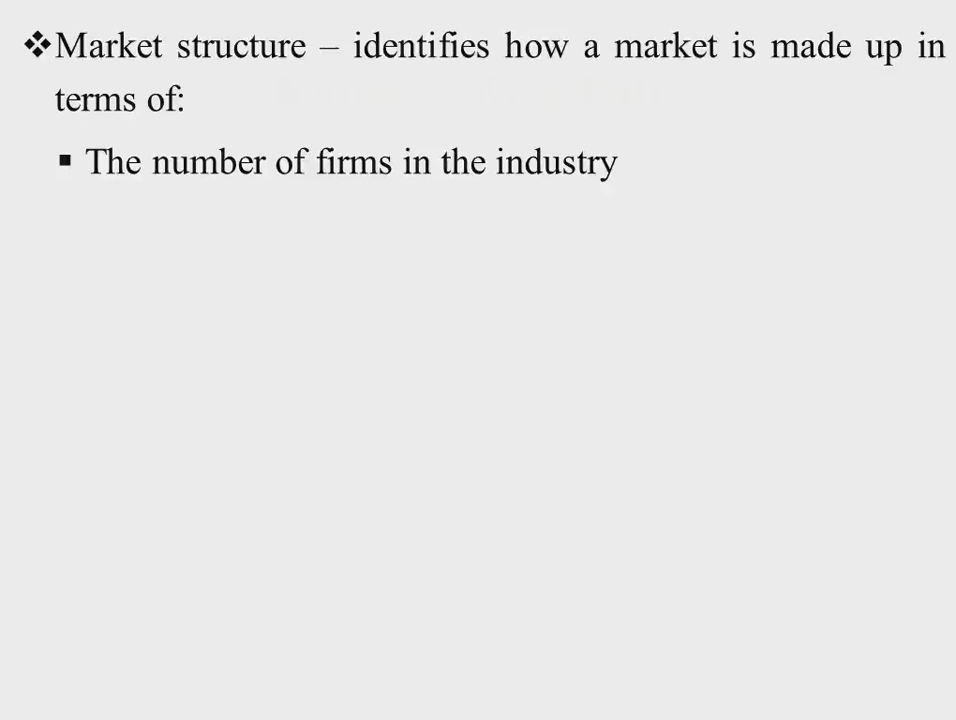 ❖Market structure – identifies how a market is made up in
terms of:
▪ The number of firms in the industry